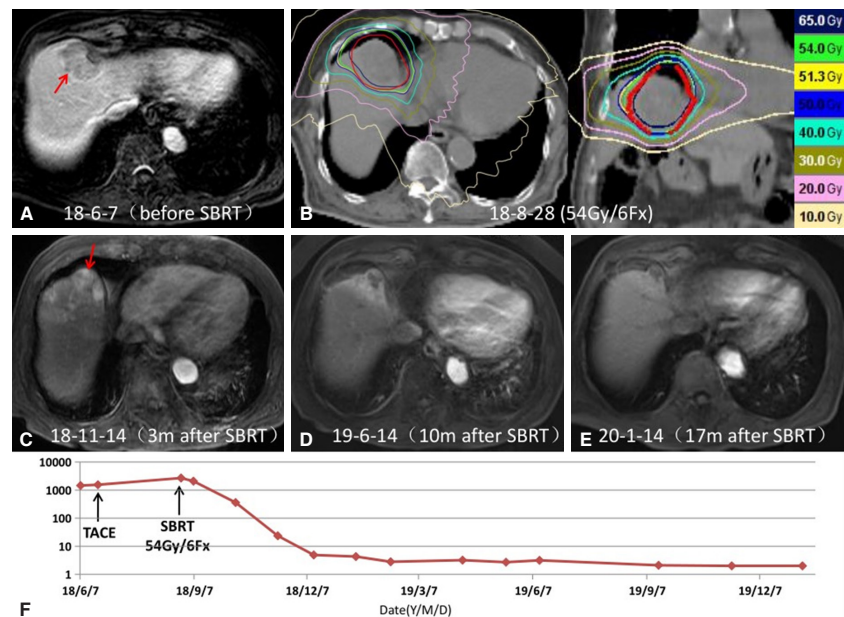 A 18-6-7（before SBRT）
B 18-8-28 (54Gy/6Fx)
65.0 Gy
54.0 Gy
51.3 Gy
50.0 Gy
40.0 Gy
30.0 Gy
20.0 Gy
10.0 Gy
C 18-11-14（3m after SBRT）
D 19-6-14（10m after SBRT）
E 20-1-14（17m after SBRT）
10000
1000
100
10
1
TACE
SBRT
54Gy/6Fx
18/6/7 18/9/7 18/12/7 19/3/7 19/6/7 19/9/7 19/12/7
Date(Y/M/D)
F